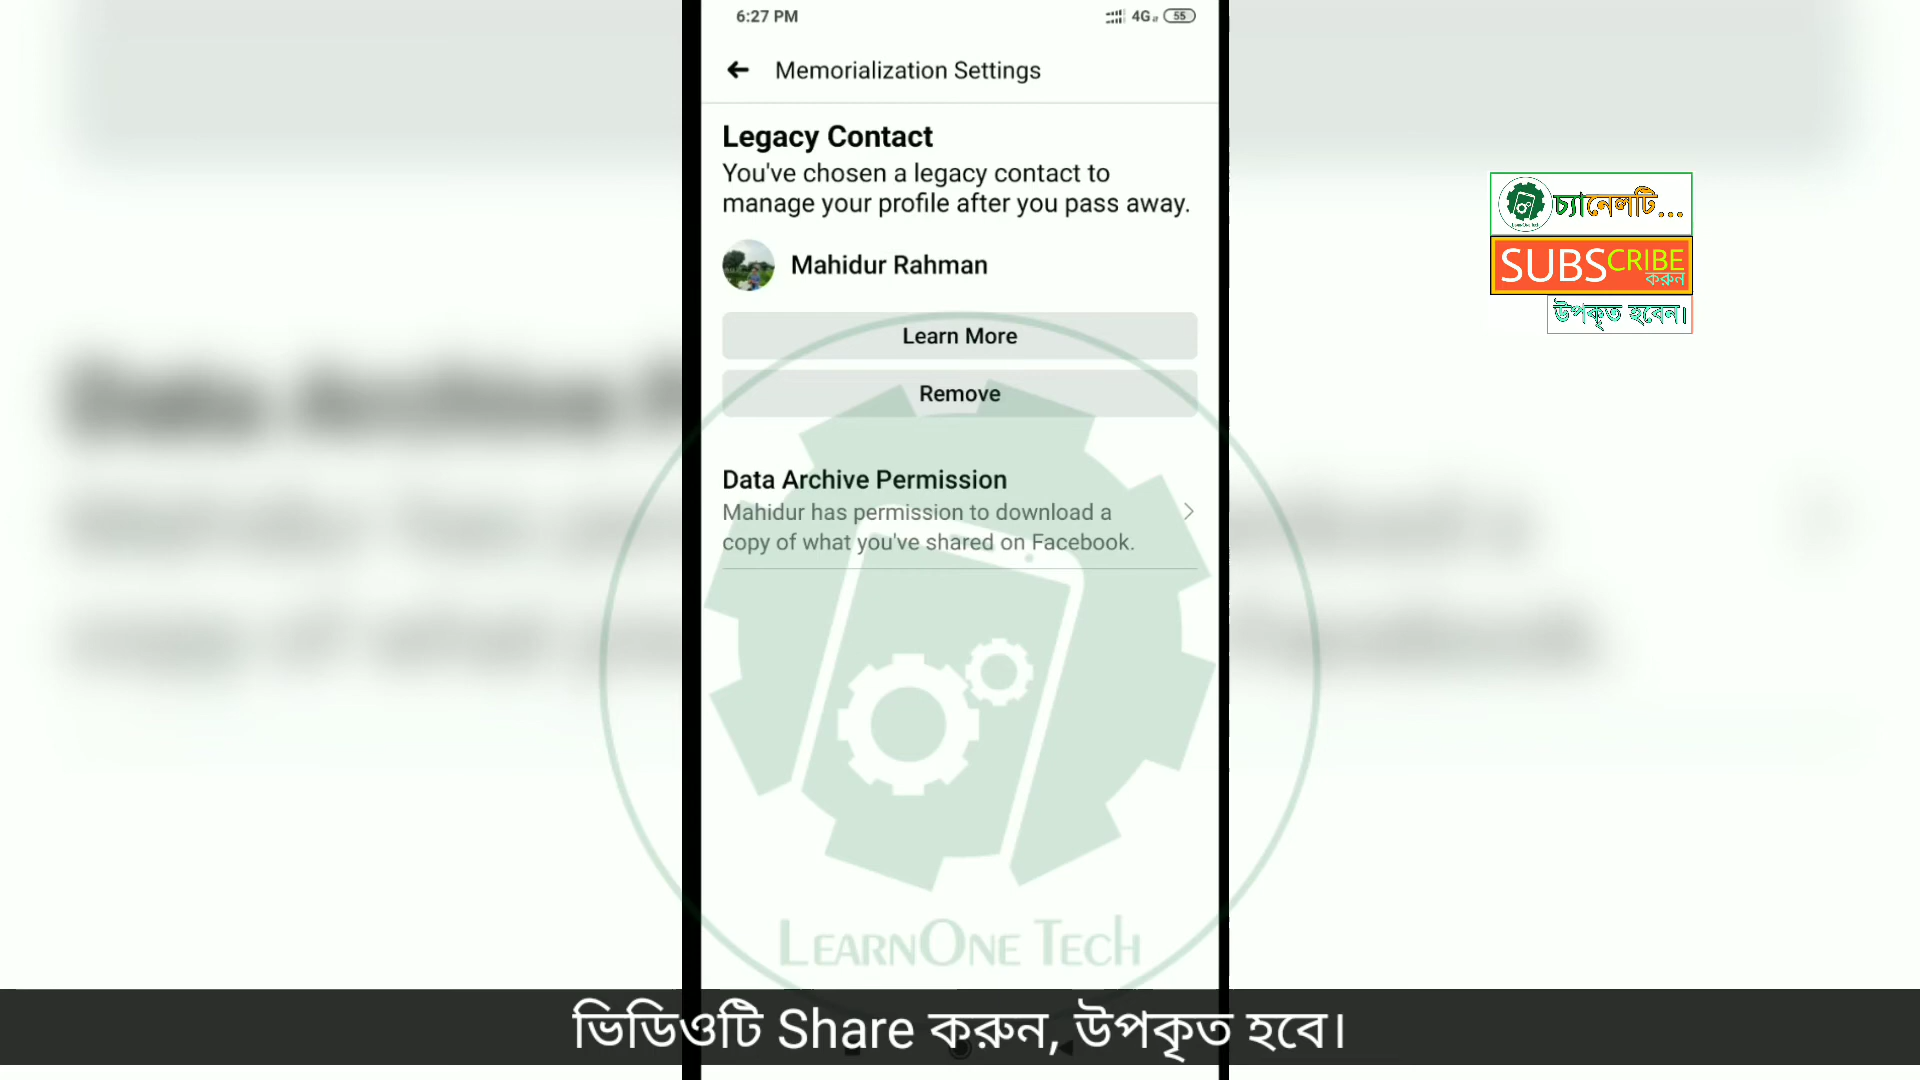 6:27 PM
4G 55
Memorialization Settings
Legacy Contact
You've chosen a legacy contact to
manage your profile after you pass away.
Mahidur Rahman
Learn More
Remove
Data Archive Permission
Mahidur has permission to download a
copy of what you've shared on Facebook.
LEARNONE TECH
চ্যানেলটি...
SUBSCRIBE
করুন
উপকৃত হবেন।
ভিডিওটি Share করুন, উপকৃত হবে।